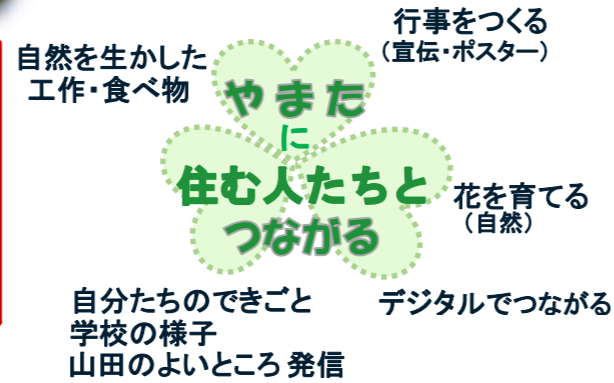 行事をつくる
（宣伝・ポスター）
自然を生かした
工作・食べ物
やまた
に
住む人たちと
つながる
花を育てる
（自然）
自分たちのできごと
学校の様子
山田のよいところ 発信
デジタルでつながる